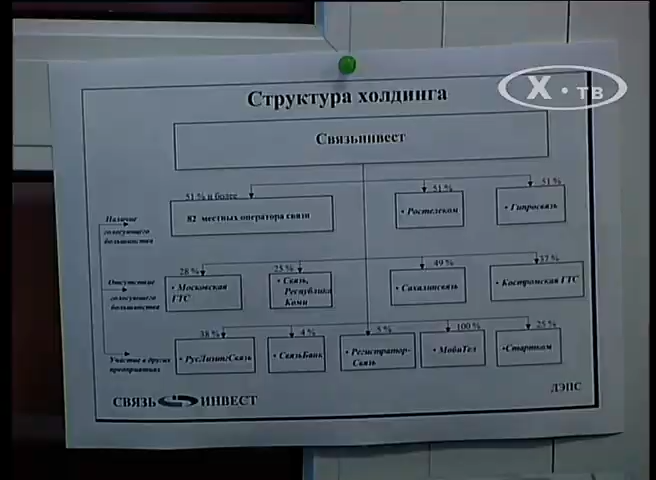 Х·ТВ
Структура холдинга
Связьинвест
51 % и более
51 %
51 %
Наличие
голосующего
большинства
82 местных оператора связи
• Ростелеком
• Гипросвязь
28 %
25 %
49 %
37 %
Отсутствие
голосующего
большинства
• Московская
ГТС
• Связь,
Республика
Коми
• Сахалинсвязь
• Костромская ГТС
38 %
4 %
5 %
100 %
25 %
Участие в других
предприятиях
• РусЛизингСвязь
• СвязьБанк
• Регистратор-
Связь
• МобиТел
• Стартком
СВЯЗЬ ИНВЕСТ
ДЭПС